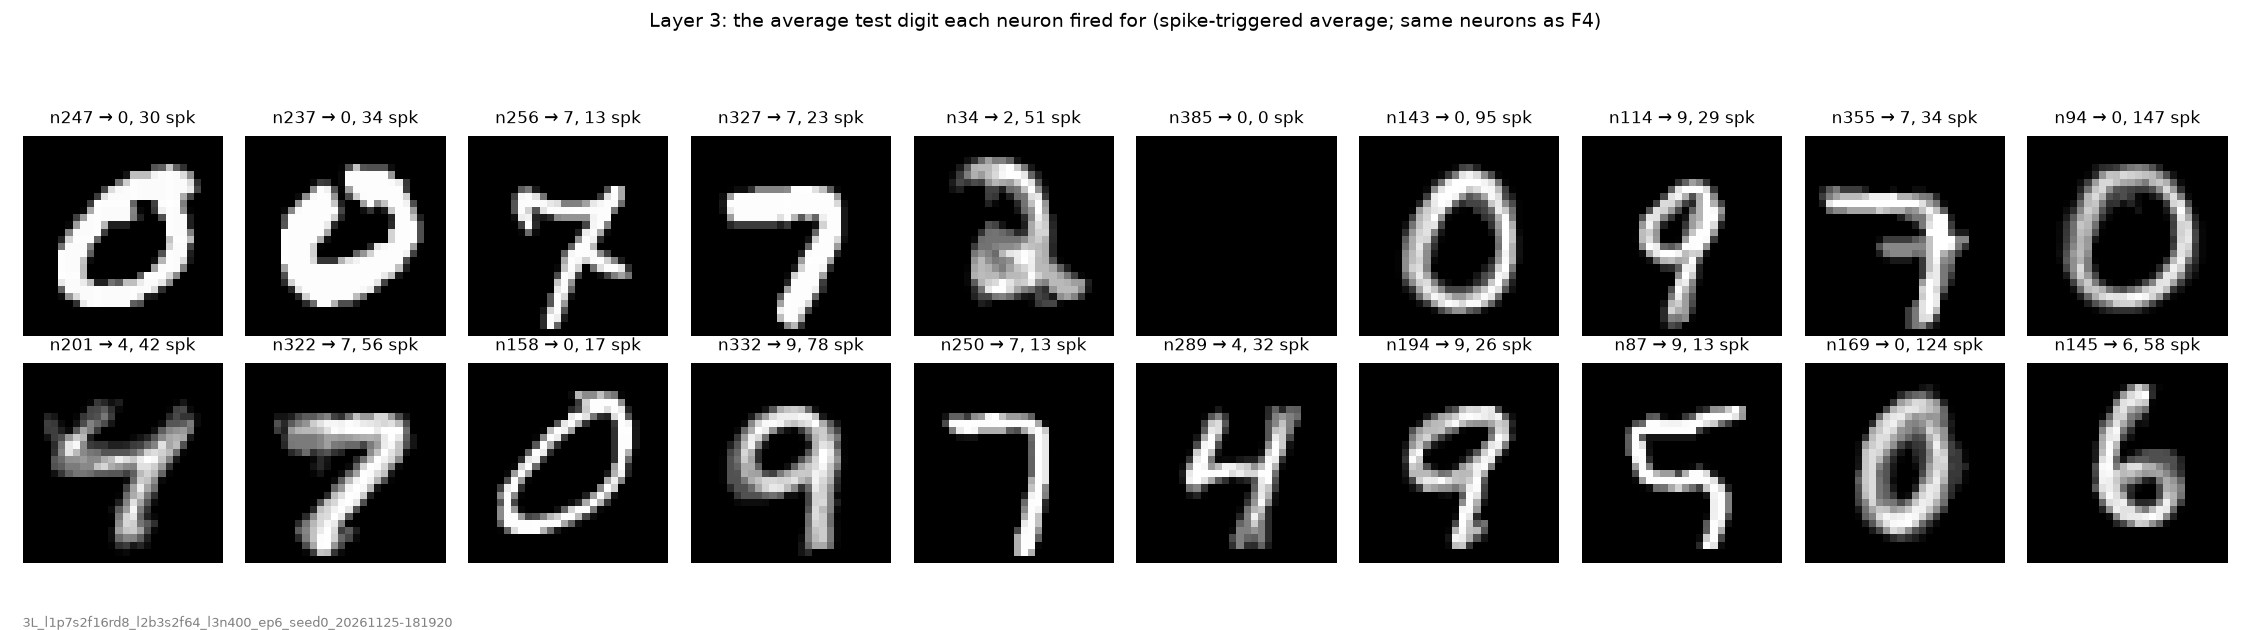 Layer 3: the average test digit each neuron fired for (spike-triggered average; same neurons as F4)
n247 → 0, 30 spk
n237 → 0, 34 spk
n256 → 7, 13 spk
n327 → 7, 23 spk
n34 → 2, 51 spk
n385 → 0, 0 spk
n143 → 0, 95 spk
n114 → 9, 29 spk
n355 → 7, 34 spk
n94 → 0, 147 spk
n201 → 4, 42 spk
n322 → 7, 56 spk
n158 → 0, 17 spk
n332 → 9, 78 spk
n250 → 7, 13 spk
n289 → 4, 32 spk
n194 → 9, 26 spk
n87 → 9, 13 spk
n169 → 0, 124 spk
n145 → 6, 58 spk
3L_l1p7s2f16rd8_l2b3s2f64_l3n400_ep6_seed0_20261125-181920